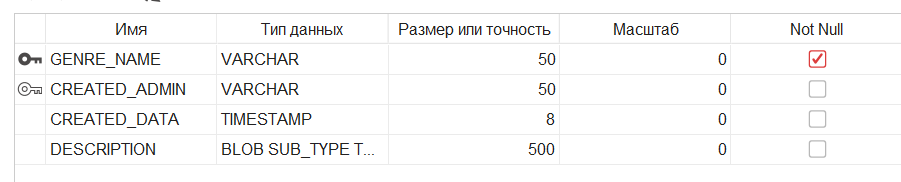 Имя Тип данных Размер или точность Масштаб Not Null
GENRE_NAME VARCHAR 50 0
CREATED_ADMIN VARCHAR 50 0
CREATED_DATA TIMESTAMP 8 0
DESCRIPTION BLOB SUB_TYPE T... 500 0